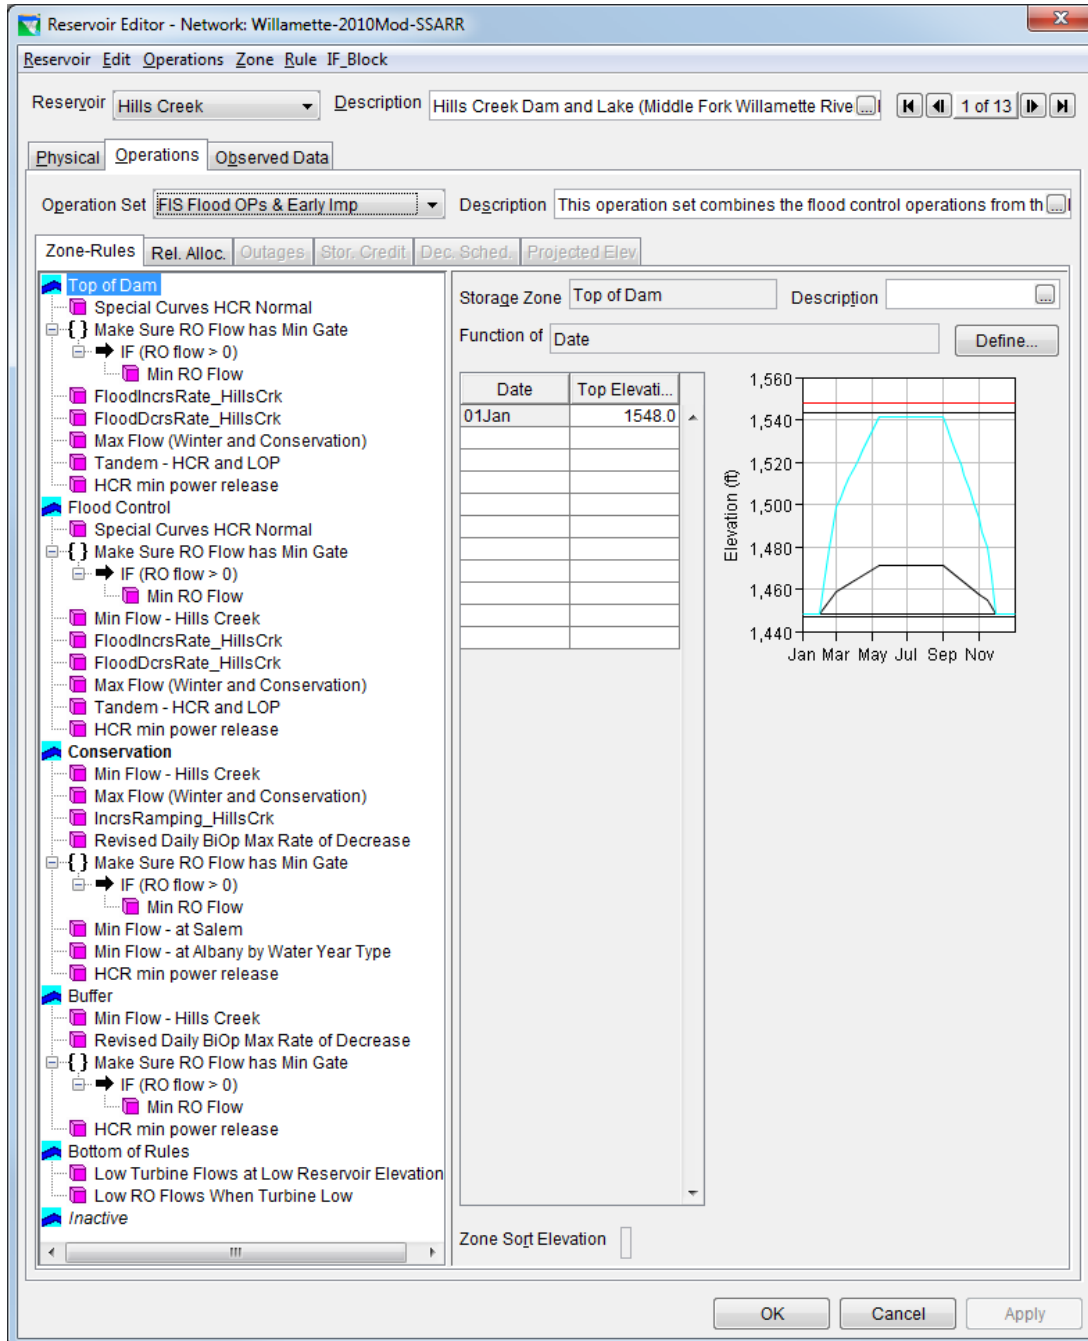 Reservoir Editor - Network: Willamette-2010Mod-SSARR
x
Reservoir Edit Operations Zone Rule IF_Block
Reservoir Hills Creek Description Hills Creek Dam and Lake (Middle Fork Willamette Rive ... 1 of 13
Physical Operations Observed Data
Operation Set FIS Flood OPs & Early Imp Description This operation set combines the flood control operations from th ...
Zone-Rules Rel. Alloc. Outages Stor. Credit Dec. Sched. Projected Elev
Top of Dam
Special Curves HCR Normal
{ } Make Sure RO Flow has Min Gate
IF (RO flow > 0)
Min RO Flow
FloodIncrsRate_HillsCrk
FloodDcrsRate_HillsCrk
Max Flow (Winter and Conservation)
Tandem - HCR and LOP
HCR min power release
Flood Control
Special Curves HCR Normal
{ } Make Sure RO Flow has Min Gate
IF (RO flow > 0)
Min RO Flow
Min Flow - Hills Creek
FloodIncrsRate_HillsCrk
FloodDcrsRate_HillsCrk
Max Flow (Winter and Conservation)
Tandem - HCR and LOP
HCR min power release
Conservation
Min Flow - Hills Creek
Max Flow (Winter and Conservation)
IncrsRamping_HillsCrk
Revised Daily BiOp Max Rate of Decrease
{ } Make Sure RO Flow has Min Gate
IF (RO flow > 0)
Min RO Flow
Min Flow - at Salem
Min Flow - at Albany by Water Year Type
HCR min power release
Buffer
Min Flow - Hills Creek
Revised Daily BiOp Max Rate of Decrease
{ } Make Sure RO Flow has Min Gate
IF (RO flow > 0)
Min RO Flow
HCR min power release
Bottom of Rules
Low Turbine Flows at Low Reservoir Elevation
Low RO Flows When Turbine Low
Inactive
Storage Zone Top of Dam Description ...
Function of Date Define...
Date Top Elevati...
01Jan 1548.0
Elevation (ft)
1,560
1,540
1,520
1,500
1,480
1,460
1,440
Jan Mar May Jul Sep Nov
Zone Sort Elevation
OK Cancel Apply